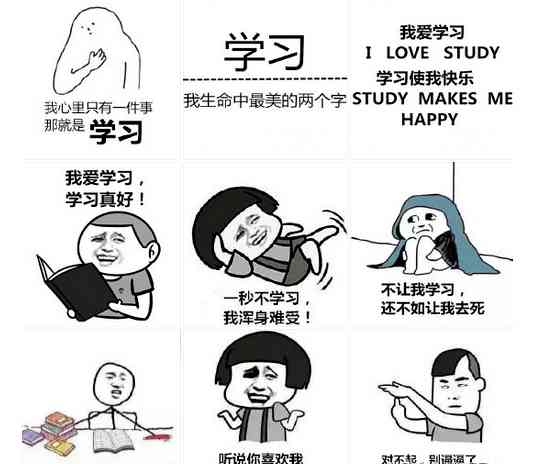 我心里只有一件事
那就是 学习
学习
我生命中最美的两个字
我爱学习
I LOVE STUDY
学习使我快乐
STUDY MAKES ME
HAPPY
我爱学习，
学习真好！
一秒不学习，
我浑身难受！
不让我学习，
还不如让我去死
听说你喜欢我
对不起，别逼逼了